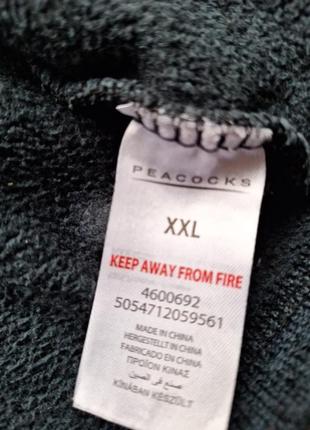 PEACOCKS
XXL
KEEP AWAY FROM FIRE
4600692
5054712059561
MADE IN CHINA
HERGESTELLT IN CHINA
FABRICADO EN CHINA
ΠΡΟΪΟΝ ΚΙΝΑΣ
صنع في الصين
KÍNÁBAN KÉSZÜLT